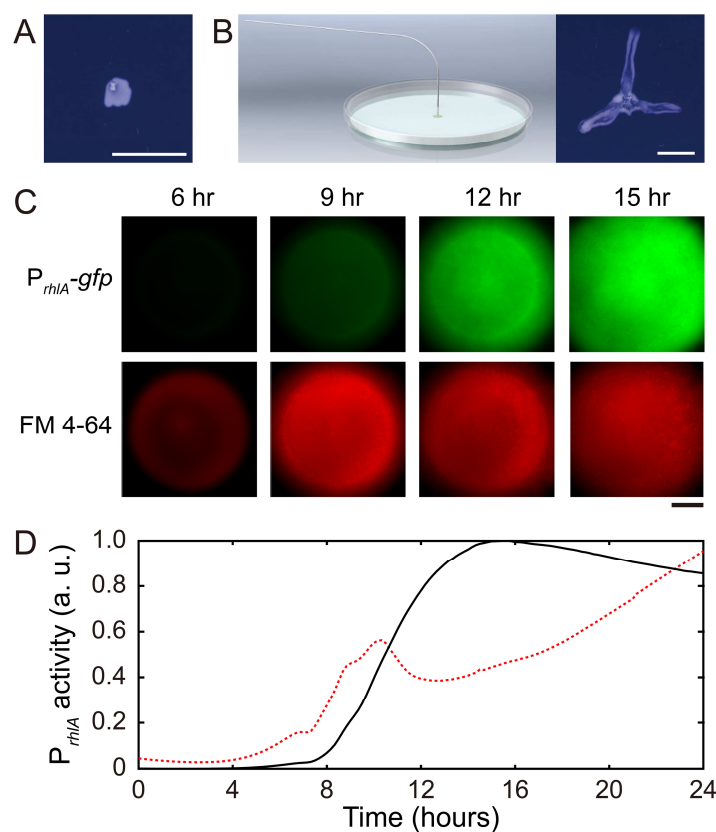 A
B
C
6 hr
9 hr
12 hr
15 hr
PrhlA-gfp
FM 4-64
D
PrhlA activity (a. u.)
1.0
0.8
0.6
0.4
0.2
0
0
4
8
12
16
20
24
Time (hours)